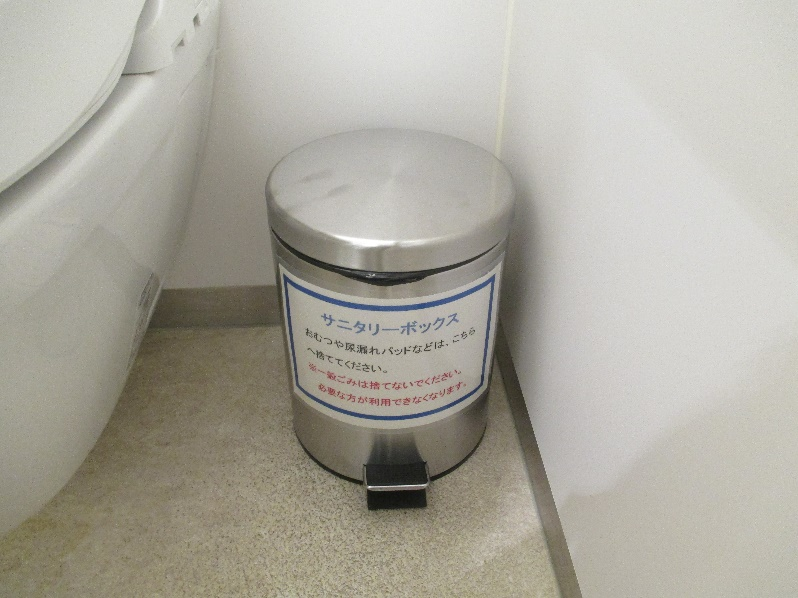 サニタリーボックス
おむつや尿漏れパッドなどは、こちら
へ捨ててください。
※一般ごみは捨てないでください。
必要な方が利用できなくなります。